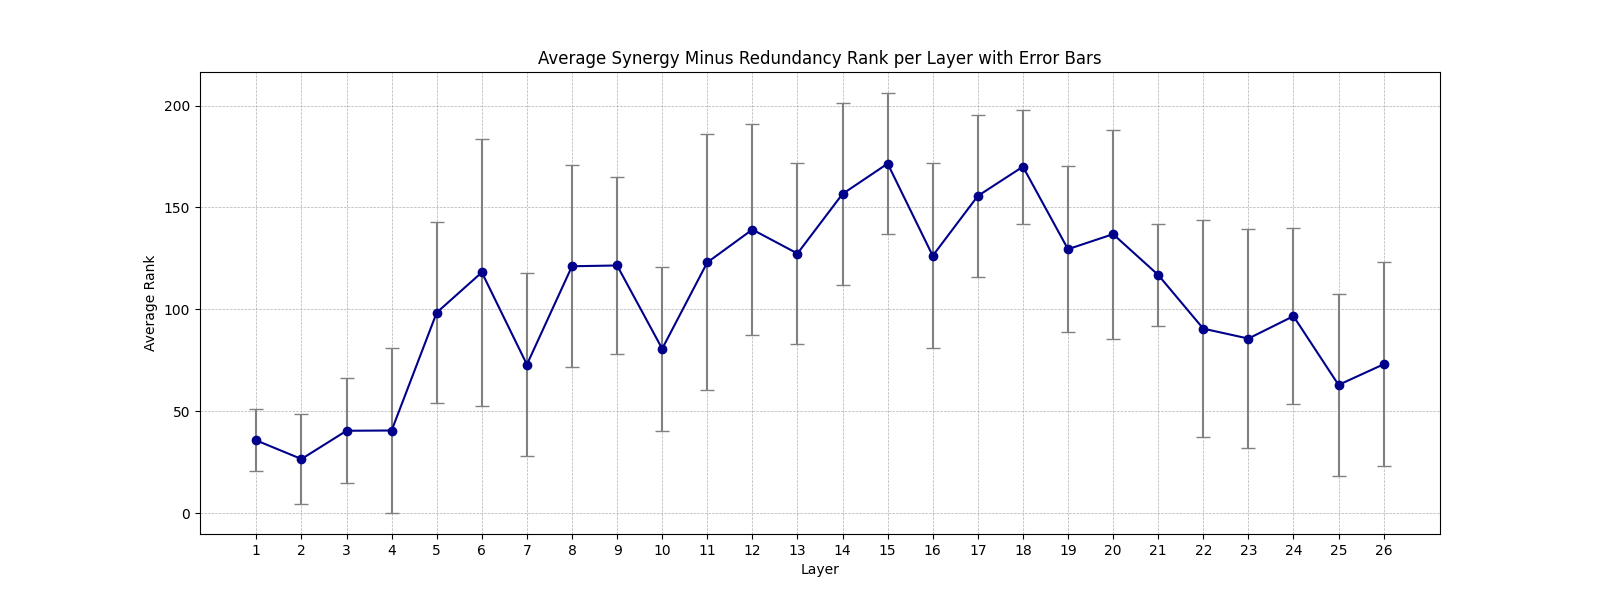 Average Synergy Minus Redundancy Rank per Layer with Error Bars
200
150
100
50
0
Average Rank
1 2 3 4 5 6 7 8 9 10 11 12 13 14 15 16 17 18 19 20 21 22 23 24 25 26
Layer